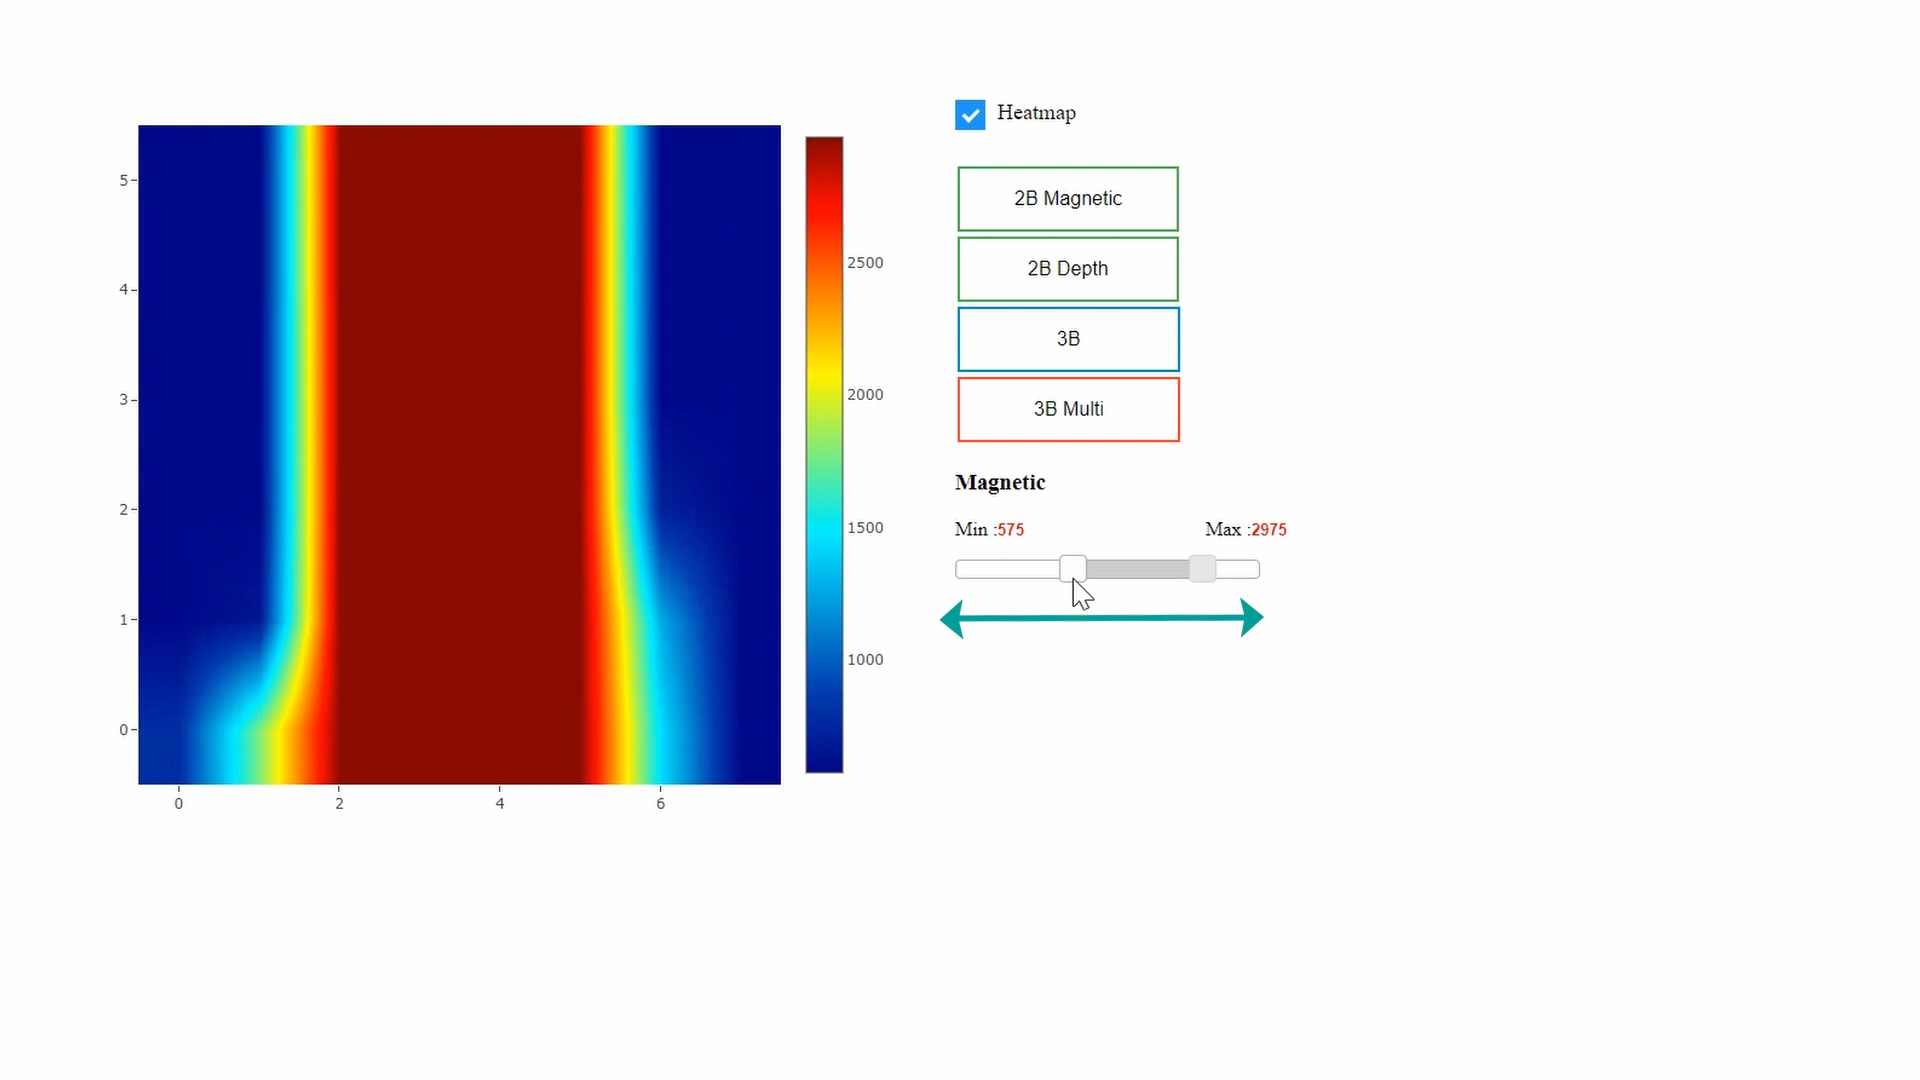 Heatmap
2B Magnetic
2B Depth
3B
3B Multi
Magnetic
Min :575 Max :2975
5
4
3
2
1
0
0 2 4 6
2500
2000
1500
1000